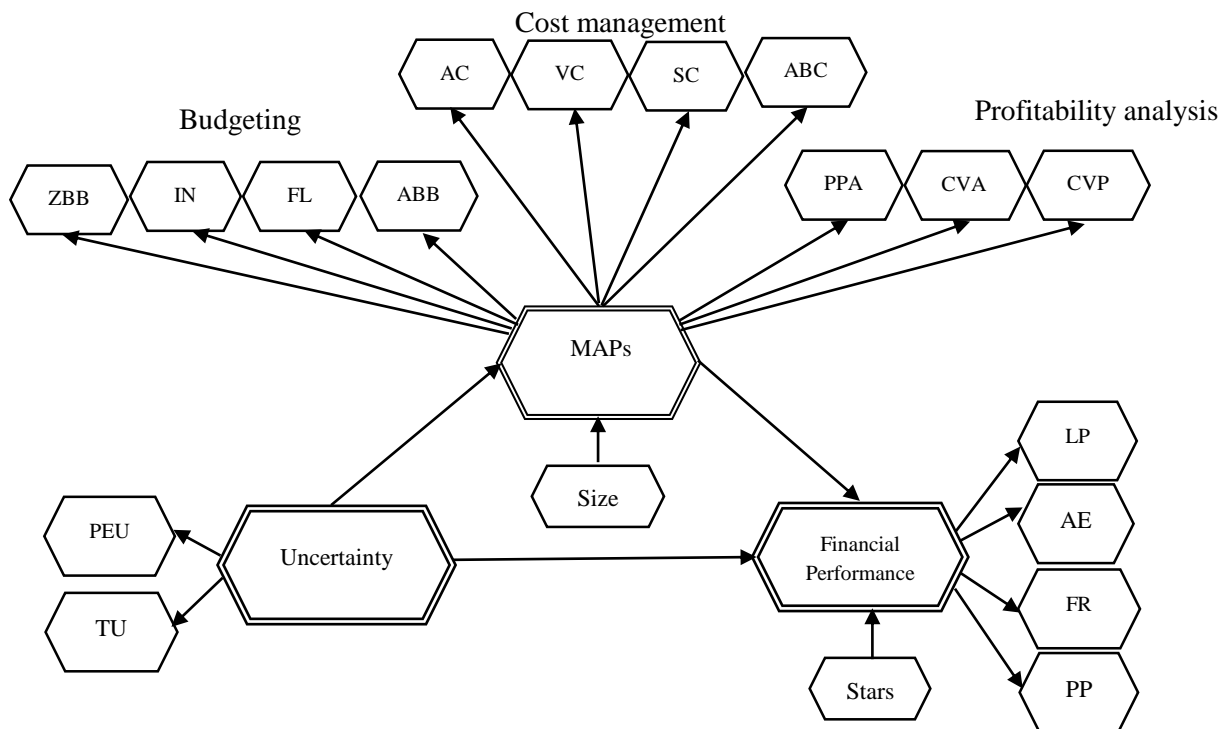 Cost management
AC
VC
SC
ABC
Budgeting
Profitability analysis
ZBB
IN
FL
ABB
PPA
CVA
CVP
MAPs
LP
Size
PEU
Uncertainty
Financial
Performance
AE
TU
FR
Stars
PP